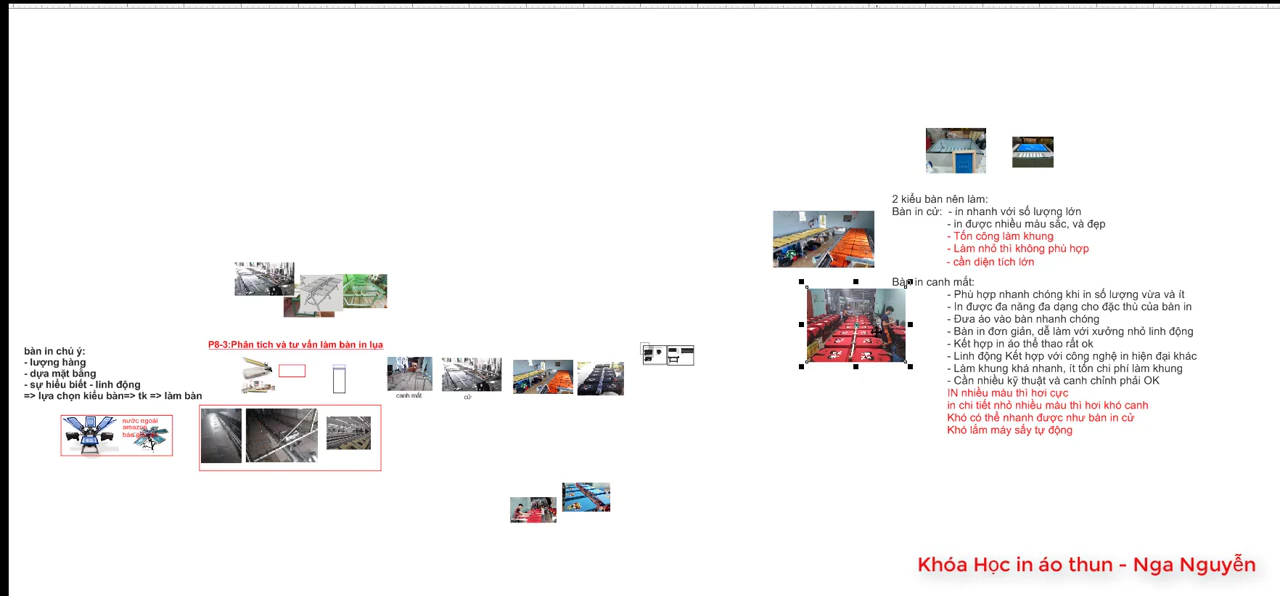 2 kiểu bàn nên làm:
Bàn in cử: - in nhanh với số lượng lớn
- in được nhiều màu sắc, và đẹp
- Tốn công làm khung
- Làm nhỏ thì không phù hợp
- cần diện tích lớn
Bàn in canh mắt:
- Phù hợp nhanh chóng khi in số lượng vừa và ít
- In được đa năng đa dạng cho đặc thù của bàn in
- Đưa áo vào bàn nhanh chóng
- Bàn in đơn giản, dễ làm với xưởng nhỏ linh động
- Kết hợp in áo thể thao rất ok
- Linh động Kết hợp với công nghệ in hiện đại khác
- Làm khung khá nhanh, ít tốn chi phí làm khung
- Cần nhiều kỹ thuật và canh chỉnh phải OK
IN nhiều màu thì hơi cực
in chi tiết nhỏ nhiều màu thì hơi khó canh
Khó có thể nhanh được như bàn in cử
Khó lắm máy sấy tự động
P8-3:Phân tích và tư vấn làm bàn in lụa
bàn in chú ý:
- lượng hàng
- dựa mặt bằng
- sự hiểu biết - linh động
=> lựa chọn kiểu bàn=> tk => làm bàn
canh mắt
cử
nước ngoài
amazon
Khóa Học in áo thun - Nga Nguyễn